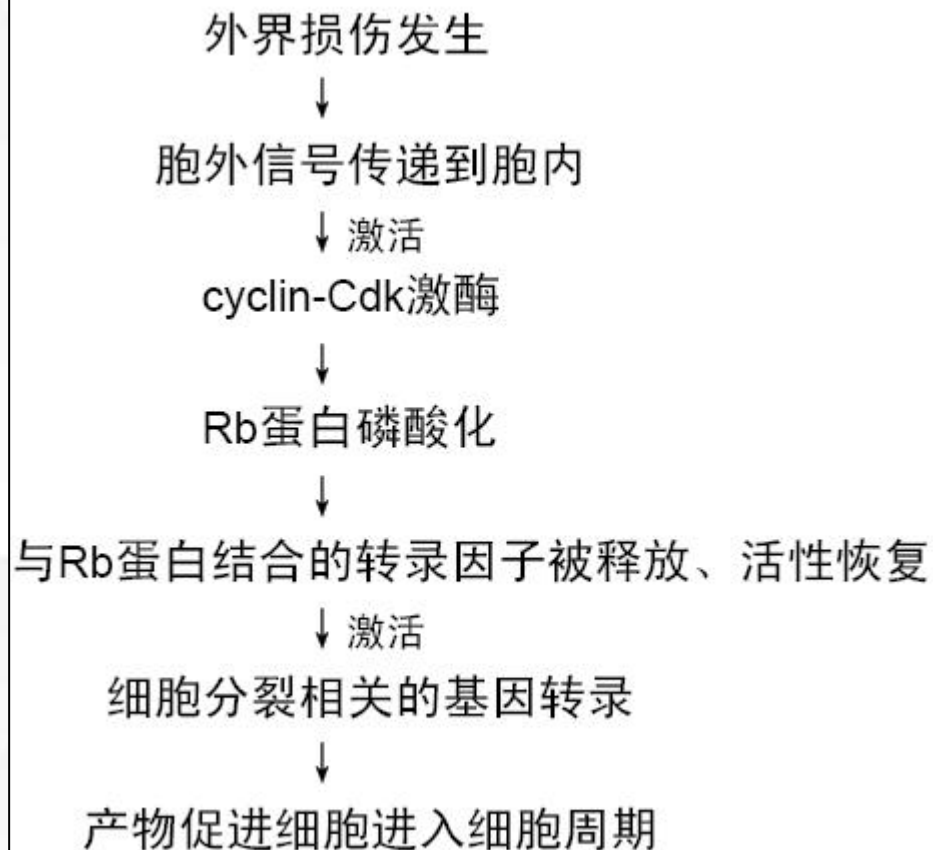 外界损伤发生
↓
胞外信号传递到胞内
↓ 激活
cyclin-Cdk激酶
↓
Rb蛋白磷酸化
↓
与Rb蛋白结合的转录因子被释放、活性恢复
↓ 激活
细胞分裂相关的基因转录
↓
产物促进细胞进入细胞周期